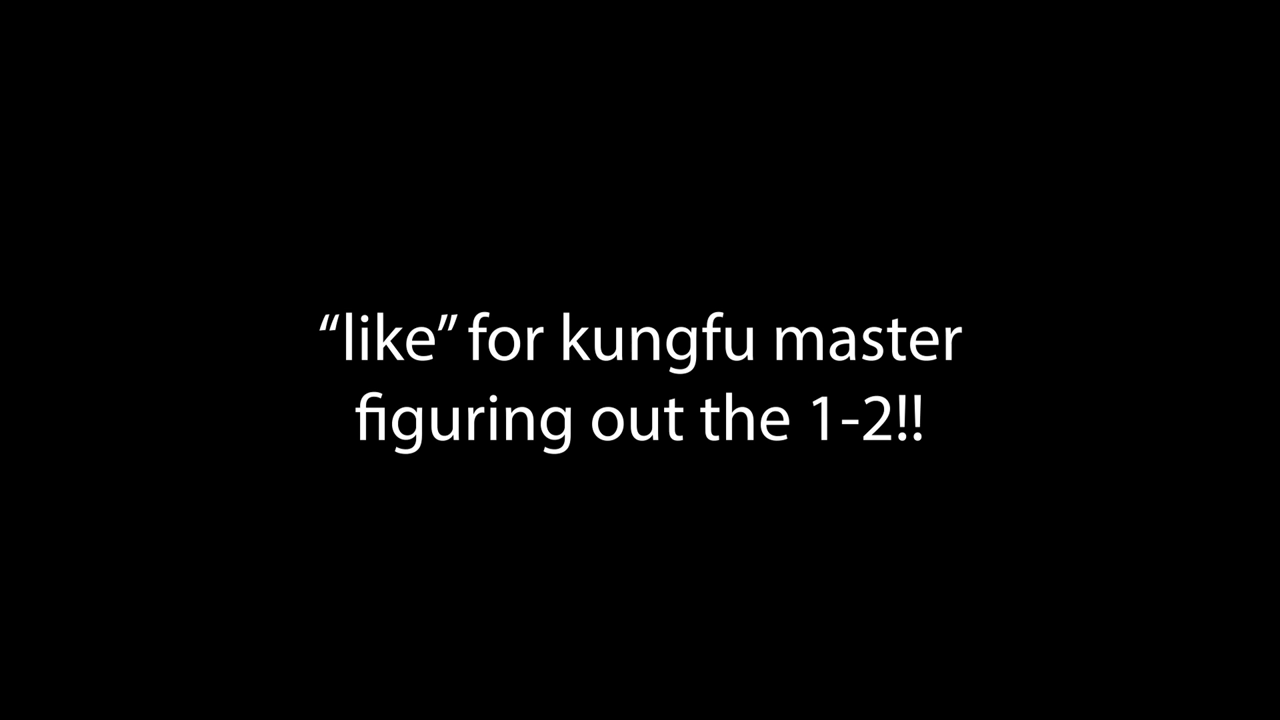 “like” for kungfu master
figuring out the 1-2!!